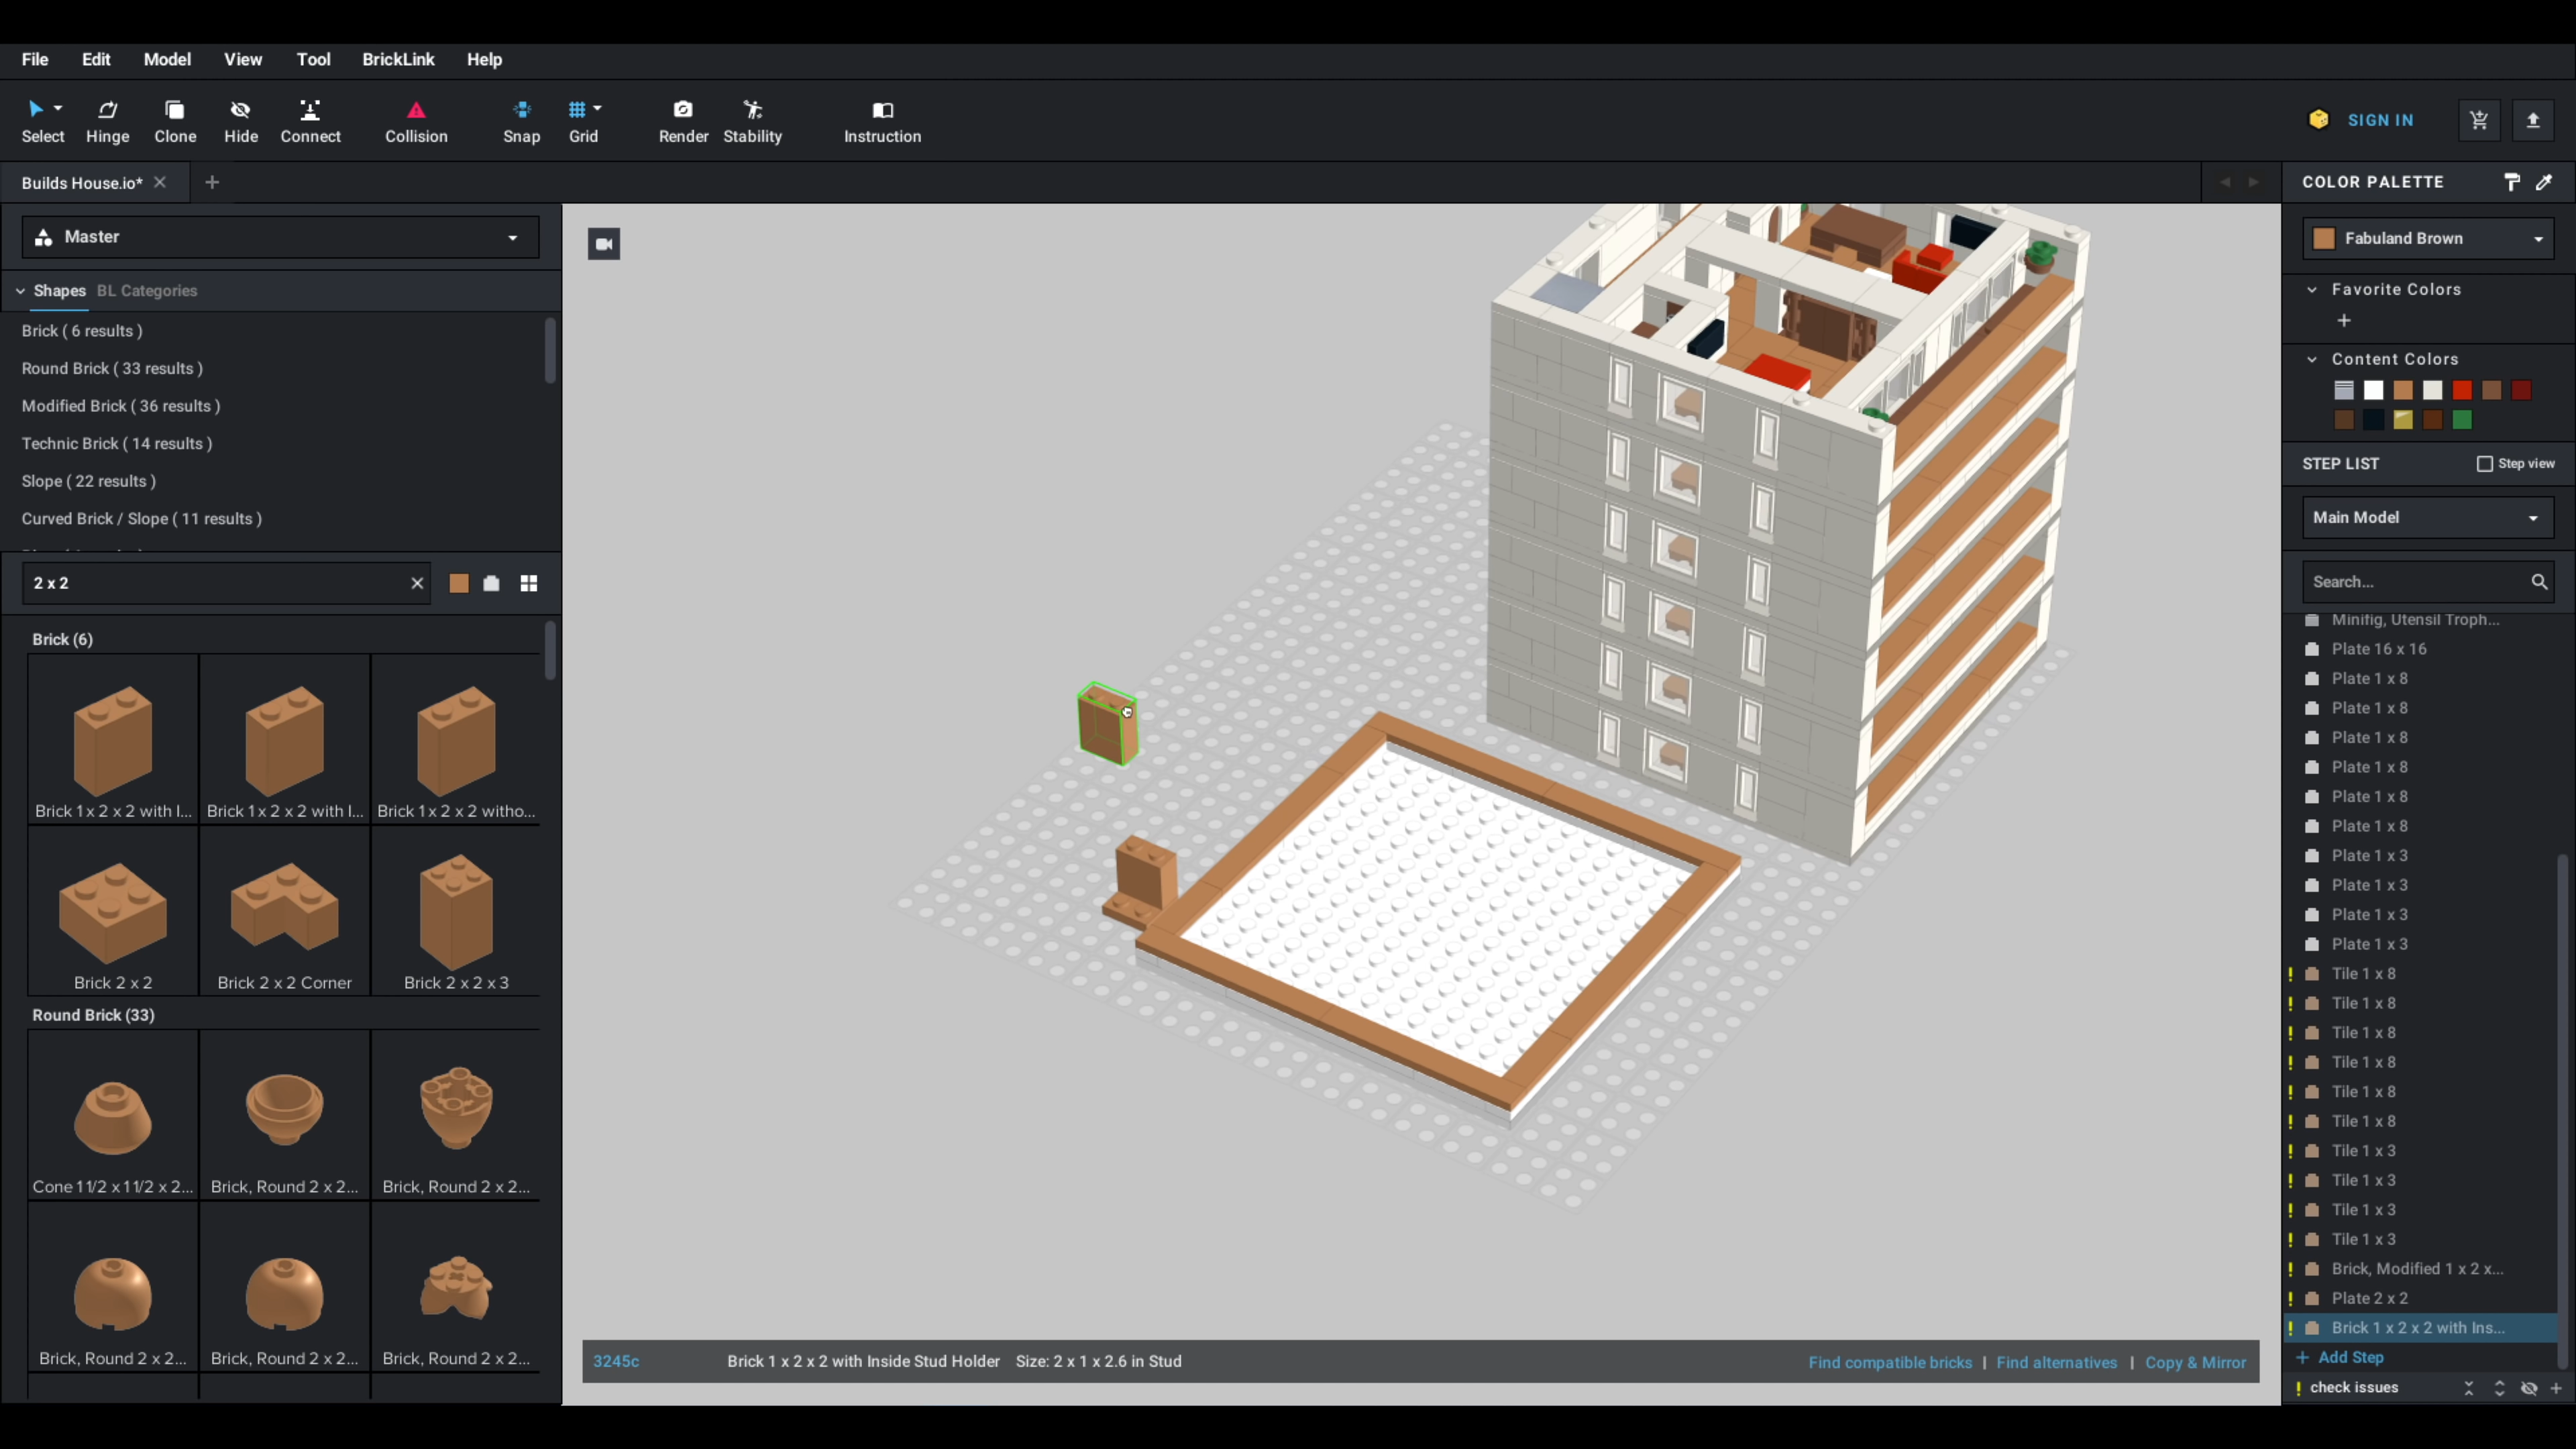 File Edit Model View Tool BrickLink Help
Select Hinge Clone Hide Connect Collision Snap Grid Render Stability Instruction
SIGN IN
Builds House.io*
Master
Shapes BL Categories
Brick ( 6 results )
Round Brick ( 33 results )
Modified Brick ( 36 results )
Technic Brick ( 14 results )
Slope ( 22 results )
Curved Brick / Slope ( 11 results )
2 x 2
Brick (6)
Brick 1 x 2 x 2 with I... Brick 1 x 2 x 2 with I... Brick 1 x 2 x 2 witho...
Brick 2 x 2 Brick 2 x 2 Corner Brick 2 x 2 x 3
Round Brick (33)
Cone 11/2 x 11/2 x 2... Brick, Round 2 x 2... Brick, Round 2 x 2...
Brick, Round 2 x 2... Brick, Round 2 x 2... Brick, Round 2 x 2...
3245c Brick 1 x 2 x 2 with Inside Stud Holder Size: 2 x 1 x 2.6 in Stud
Find compatible bricks | Find alternatives | Copy & Mirror
COLOR PALETTE
Fabuland Brown
Favorite Colors
Content Colors
STEP LIST Step view
Main Model
Search...
Minifig, Utensil Troph...
Plate 16 x 16
Plate 1 x 8
Plate 1 x 8
Plate 1 x 8
Plate 1 x 8
Plate 1 x 8
Plate 1 x 8
Plate 1 x 3
Plate 1 x 3
Plate 1 x 3
Plate 1 x 3
Tile 1 x 8
Tile 1 x 8
Tile 1 x 8
Tile 1 x 8
Tile 1 x 8
Tile 1 x 8
Tile 1 x 3
Tile 1 x 3
Tile 1 x 3
Tile 1 x 3
Brick, Modified 1 x 2 x...
Plate 2 x 2
Brick 1 x 2 x 2 with Ins...
+ Add Step
! check issues